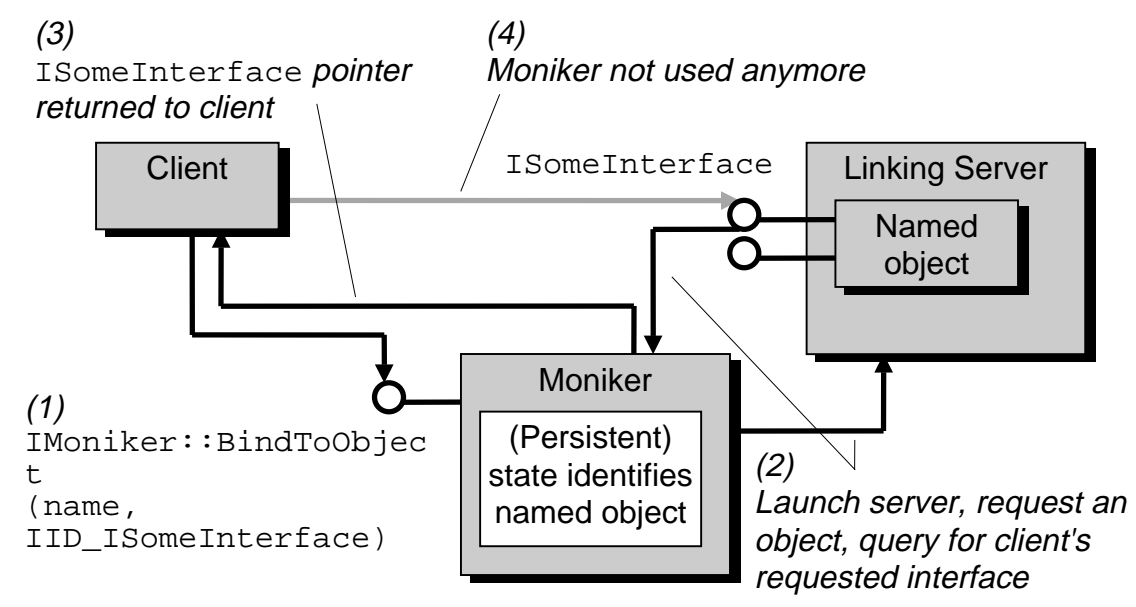 (3)
ISomeInterface pointer
returned to client
(4)
Moniker not used anymore
Client
ISomeInterface
Linking Server
Named
object
Moniker
(Persistent)
state identifies
named object
(1)
IMoniker::BindToObjec
t
(name,
IID_ISomeInterface)
(2)
Launch server, request an
object, query for client's
requested interface